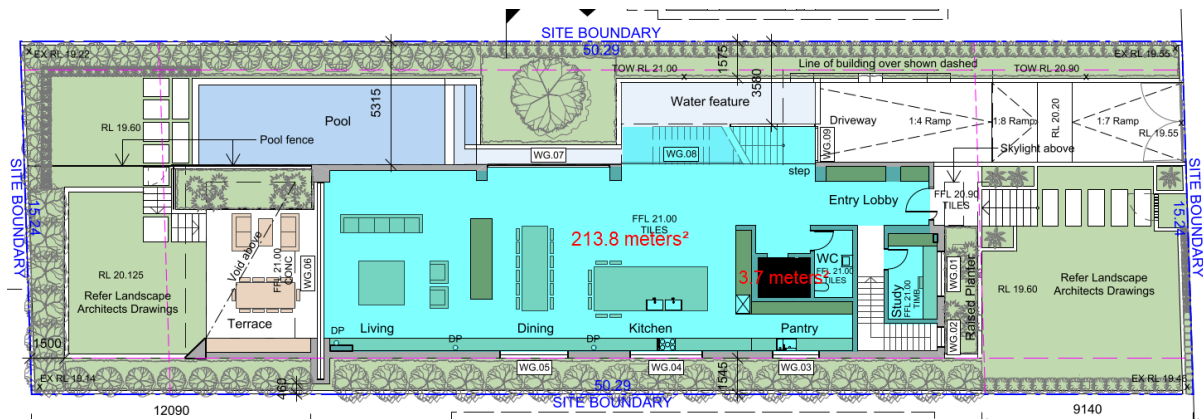 SITE BOUNDARY
50.29
EX RL 19.22
EX RL 19.55
1575
3580
TOW RL 21.00
Line of building over shown dashed
TOW RL 20.90
5315
Pool
Water feature
Driveway
1:4 Ramp
1:8 Ramp
RL 20.20
1:7 Ramp
RL 19.55
RL 19.60
Pool fence
WG.07
WG.08
WG.09
Skylight above
step
SITE BOUNDARY
15.24
SITE BOUNDARY
15.24
Entry Lobby
FFL 20.90
TILES
FFL 21.00
TILES
213.8 meters²
Void above
FFL 21.00
CONC
WG.06
RL 20.125
Refer Landscape
Architects Drawings
WC
FFL 21.00
TILES
3.7 meters²
Study
FFL 21.00
TIMB
WG.01
Raised Planter
RL 19.60
Refer Landscape
Architects Drawings
Terrace
DP
Living
DP
Dining
Kitchen
Pantry
WG.02
1500
WG.05
WG.04
WG.03
EX RL 19.14
460
1545
EX RL 19.45
50.29
SITE BOUNDARY
12090
9140